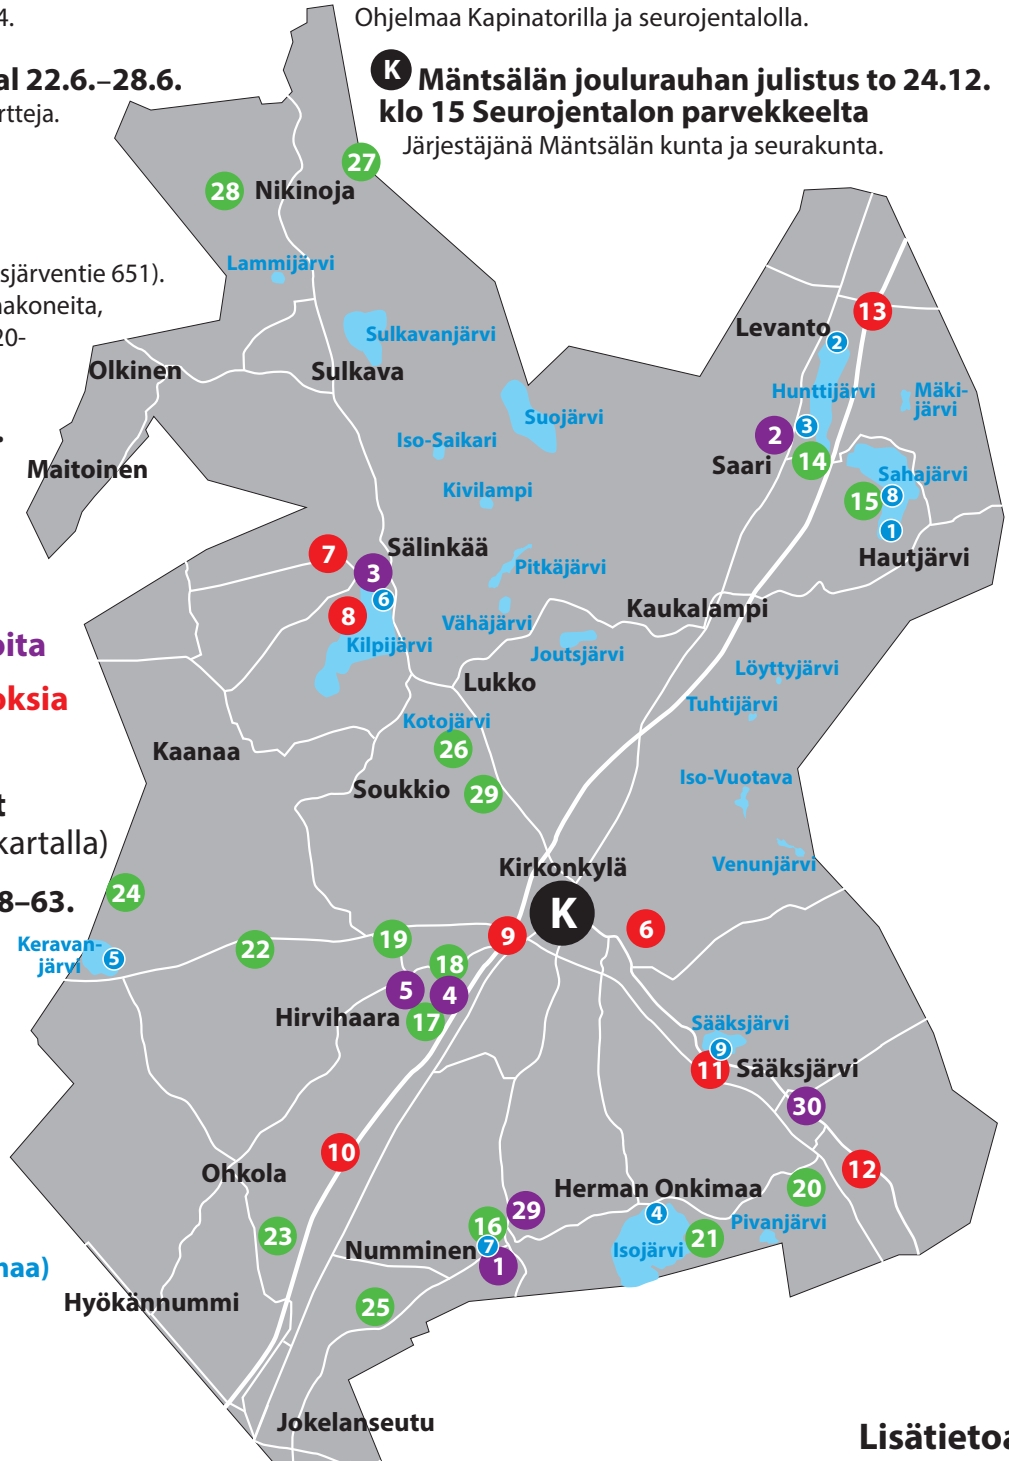 4.
Ohjelmaa Kapinatorilla ja seurojentalolla.
al 22.6.–28.6.
rtteja.
K Mäntsälän joulurauhan julistus to 24.12.
klo 15 Seurojentalon parvekkeelta
Järjestäjänä Mäntsälän kunta ja seurakunta.
27
28 Nikinoja
Lammijärvi
sjärventie 651).
akoneita,
20-
13
Levanto
2
Sulkavanjärvi
Olkinen
Sulkava
Hunttijärvi
Mäki-
järvi
Suojärvi
3
2
Iso-Saikari
.
Maitoinen
Saari
14
Sahajärvi
Kivilampi
15
8
1
Sälinkää
7
3
Hautjärvi
Pitkäjärvi
6
8
Kaukalampi
Vähäjärvi
oita
Kilpijärvi
Joutsjärvi
Löyttyjärvi
Lukko
oksia
Tuhtijärvi
Kotojärvi
26
Kaanaa
Iso-Vuotava
Soukkio
29
t
kartalla)
Venunjärvi
Kirkonkylä
24
8–63.
K
9
6
19
Keravan-
järvi
5
22
18
5
4
Hirvihaara
17
Sääksjärvi
9
11
Sääksjärvi
30
10
12
Ohkola
Herman Onkimaa
20
29
4
16
Pivanjärvi
23
21
Numminen
7
Isojärvi
1
naa)
Hyökännummi
25
Jokelanseutu
Lisätietoa